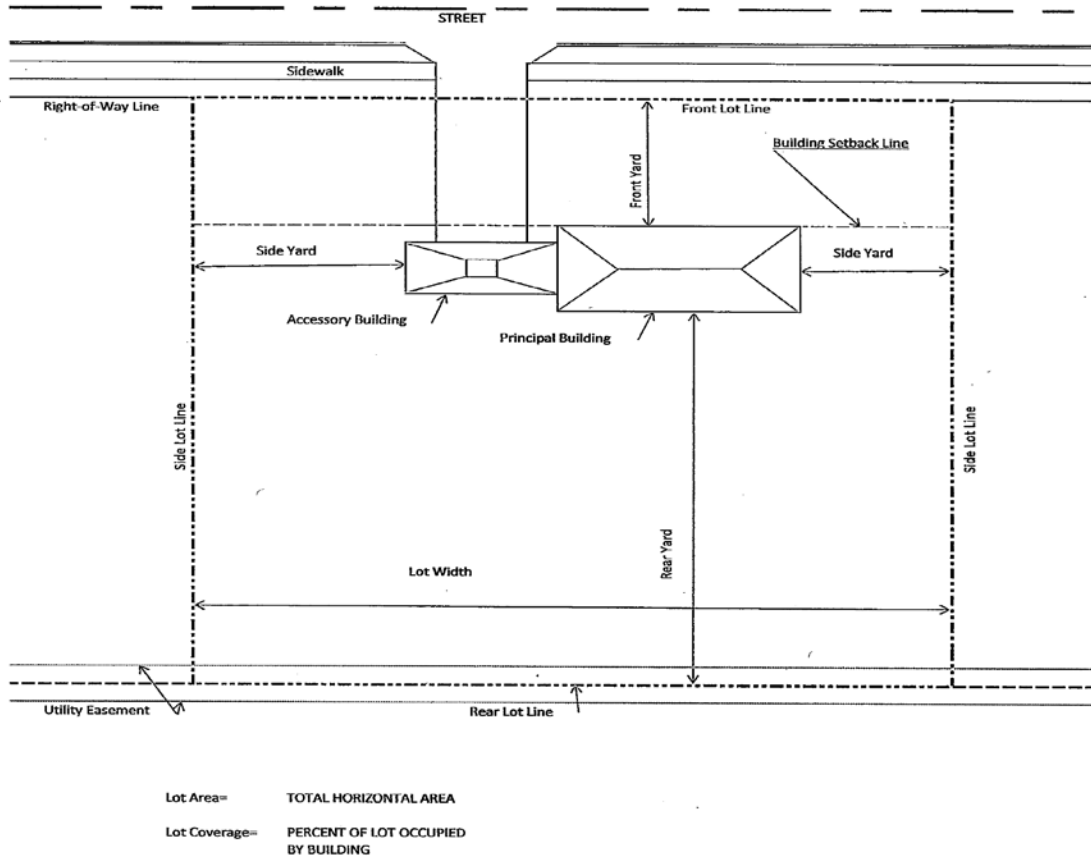 STREET
Sidewalk
Right-of-Way Line
Front Lot Line
Building Setback Line
Front Yard
Side Yard
Side Yard
Accessory Building
Principal Building
Side Lot Line
Side Lot Line
Rear Yard
Lot Width
Utility Easement
Rear Lot Line
Lot Area= TOTAL HORIZONTAL AREA
Lot Coverage= PERCENT OF LOT OCCUPIED
BY BUILDING